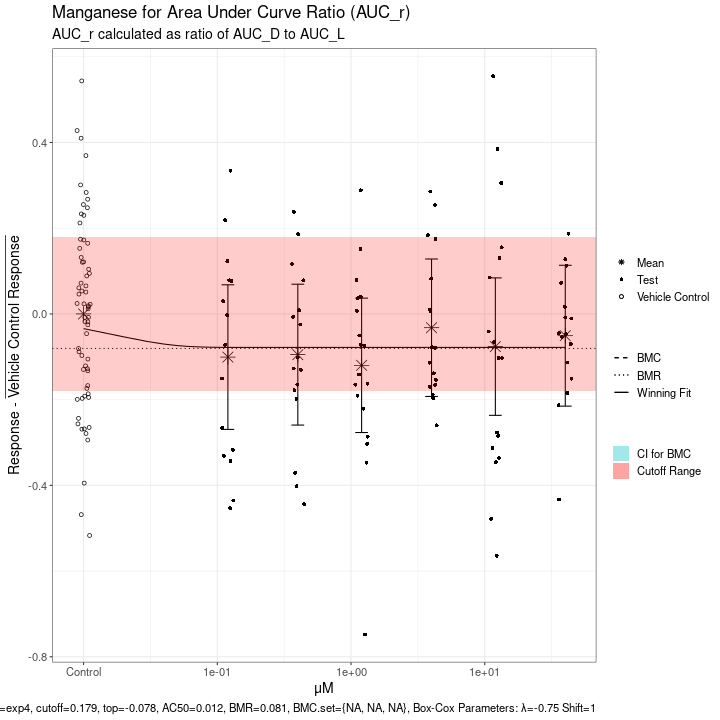 Manganese for Area Under Curve Ratio (AUC_r)
AUC_r calculated as ratio of AUC_D to AUC_L
Response - Vehicle Control Response
0.4
0.0
-0.4
-0.8
Control
1e-01
1e+00
1e+01
μM
Mean
Test
Vehicle Control
BMC
BMR
Winning Fit
CI for BMC
Cutoff Range
=exp4, cutoff=0.179, top=-0.078, AC50=0.012, BMR=0.081, BMC.set={NA, NA, NA}, Box-Cox Parameters: λ=-0.75 Shift=1